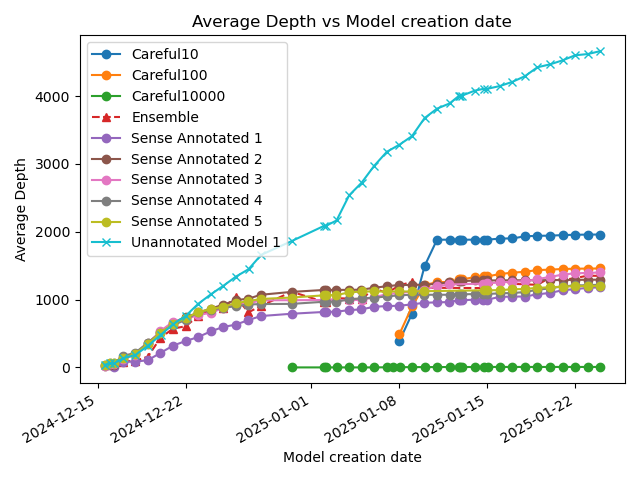 Average Depth vs Model creation date
Careful10
Careful100
Careful10000
Ensemble
Sense Annotated 1
Sense Annotated 2
Sense Annotated 3
Sense Annotated 4
Sense Annotated 5
Unannotated Model 1
Average Depth
4000
3000
2000
1000
0
2024-12-15
2024-12-22
2025-01-01
2025-01-08
2025-01-15
2025-01-22
Model creation date